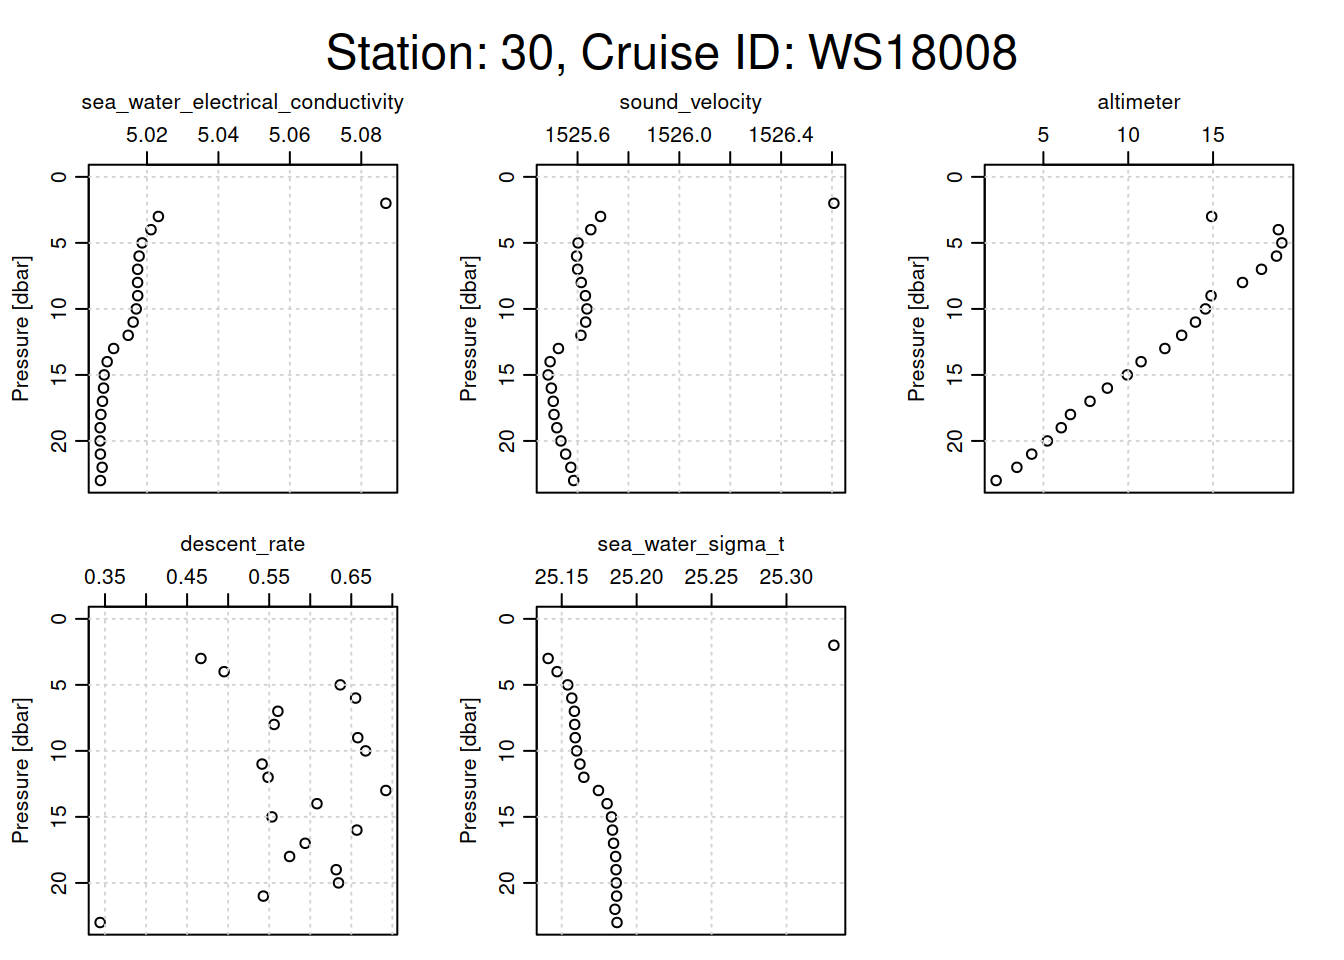 Station: 30, Cruise ID: WS18008
sea_water_electrical_conductivity
5.02 5.04 5.06 5.08
0 5 10 15 20
Pressure [dbar]
sound_velocity
1525.6 1526.0 1526.4
0 5 10 15 20
Pressure [dbar]
altimeter
5 10 15
0 5 10 15 20
Pressure [dbar]
descent_rate
0.35 0.45 0.55 0.65
0 5 10 15 20
Pressure [dbar]
sea_water_sigma_t
25.15 25.20 25.25 25.30
0 5 10 15 20
Pressure [dbar]